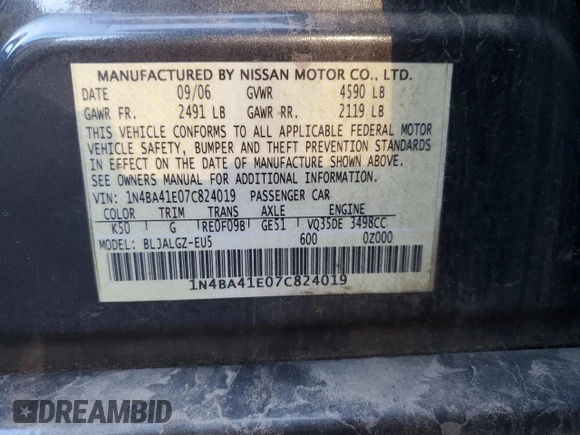 MANUFACTURED BY NISSAN MOTOR CO., LTD.
DATE 09/06 GVWR 4590 LB
GAWR FR. 2491 LB GAWR RR. 2119 LB
THIS VEHICLE CONFORMS TO ALL APPLICABLE FEDERAL MOTOR
VEHICLE SAFETY, BUMPER AND THEFT PREVENTION STANDARDS
IN EFFECT ON THE DATE OF MANUFACTURE SHOWN ABOVE.
SEE OWNERS MANUAL FOR ADDITIONAL INFORMATION.
VIN: 1N4BA41E07C824019 PASSENGER CAR
COLOR TRIM TRANS AXLE ENGINE
K50 G RE0F09B GE51 VQ35DE 3498CC
MODEL: BLJALGZ-EU5 600 0Z000
1N4BA41E07C824019
DREAMBID